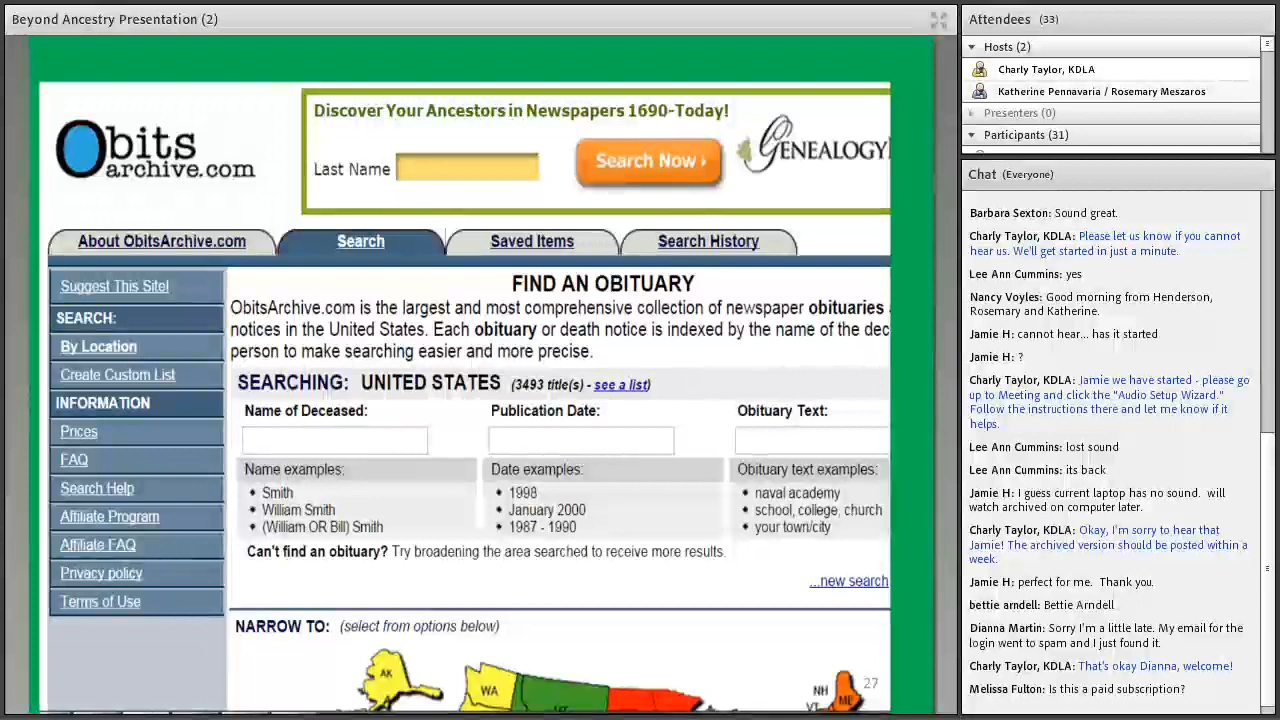 Beyond Ancestry Presentation (2)
Obits
archive.com
Discover Your Ancestors in Newspapers 1690-Today!
Last Name
Search Now ›
GENEALOGY
About ObitsArchive.com
Search
Saved Items
Search History
Suggest This Site!
SEARCH:
By Location
Create Custom List
INFORMATION
Prices
FAQ
Search Help
Affiliate Program
Affiliate FAQ
Privacy policy
Terms of Use
FIND AN OBITUARY
ObitsArchive.com is the largest and most comprehensive collection of newspaper obituaries
notices in the United States. Each obituary or death notice is indexed by the name of the dec
person to make searching easier and more precise.
SEARCHING: UNITED STATES (3493 title(s) - see a list)
Name of Deceased:
Publication Date:
Obituary Text:
Name examples:
• Smith
• William Smith
• (William OR Bill) Smith
Date examples:
• 1998
• January 2000
• 1987 - 1990
Obituary text examples:
• naval academy
• school, college, church
• your town/city
Can't find an obituary? Try broadening the area searched to receive more results.
...new search
NARROW TO: (select from options below)
AK
WA
MT
NH
VT
ME
27
Attendees (33)
Hosts (2)
Charly Taylor, KDLA
Katherine Pennavaria / Rosemary Meszaros
Presenters (0)
Participants (31)
Chat (Everyone)
Barbara Sexton: Sound great.
Charly Taylor, KDLA: Please let us know if you cannot
hear us. We'll get started in just a minute.
Lee Ann Cummins: yes
Nancy Voyles: Good morning from Henderson,
Rosemary and Katherine.
Jamie H: cannot hear... has it started
Jamie H: ?
Charly Taylor, KDLA: Jamie we have started - please go
up to Meeting and click the "Audio Setup Wizard."
Follow the instructions there and let me know if it
helps.
Lee Ann Cummins: lost sound
Lee Ann Cummins: its back
Jamie H: I guess current laptop has no sound. will
watch archived on computer later.
Charly Taylor, KDLA: Okay, I'm sorry to hear that
Jamie! The archived version should be posted within a
week.
Jamie H: perfect for me. Thank you.
bettie arndell: Bettie Arndell
Dianna Martin: Sorry I'm a little late. My email for the
login went to spam and I just found it.
Charly Taylor, KDLA: That's okay Dianna, welcome!
Melissa Fulton: Is this a paid subscription?